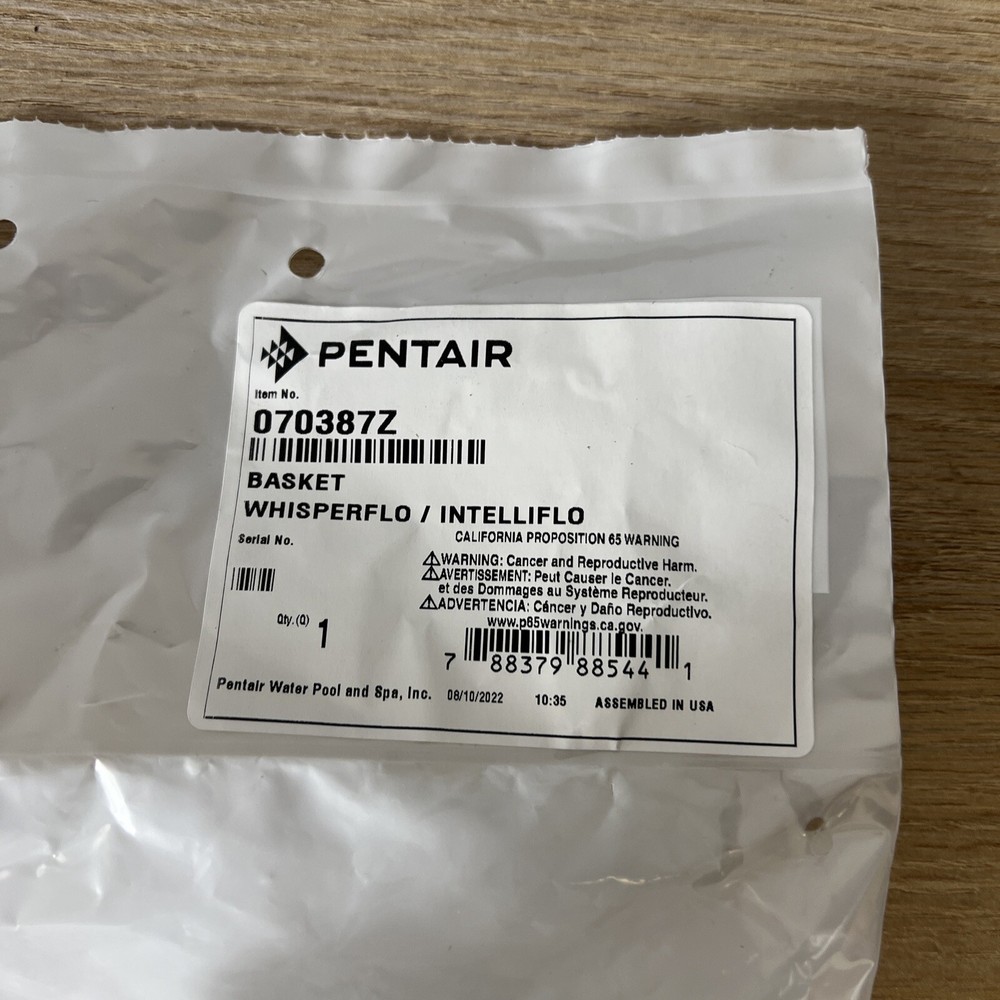 PENTAIR
Item No.
070387Z
BASKET
WHISPERFLO / INTELLIFLO
CALIFORNIA PROPOSITION 65 WARNING
Serial No.
WARNING: Cancer and Reproductive Harm.
AVERTISSEMENT: Peut Causer le Cancer.
et des Dommages au Système Reproducteur.
ADVERTENCIA: Cáncer y Daño Reproductivo.
www.p65warnings.ca.gov.
Qty. (Q) 1
7 88379 88544 1
Pentair Water Pool and Spa, Inc. 08/10/2022 10:35 ASSEMBLED IN USA